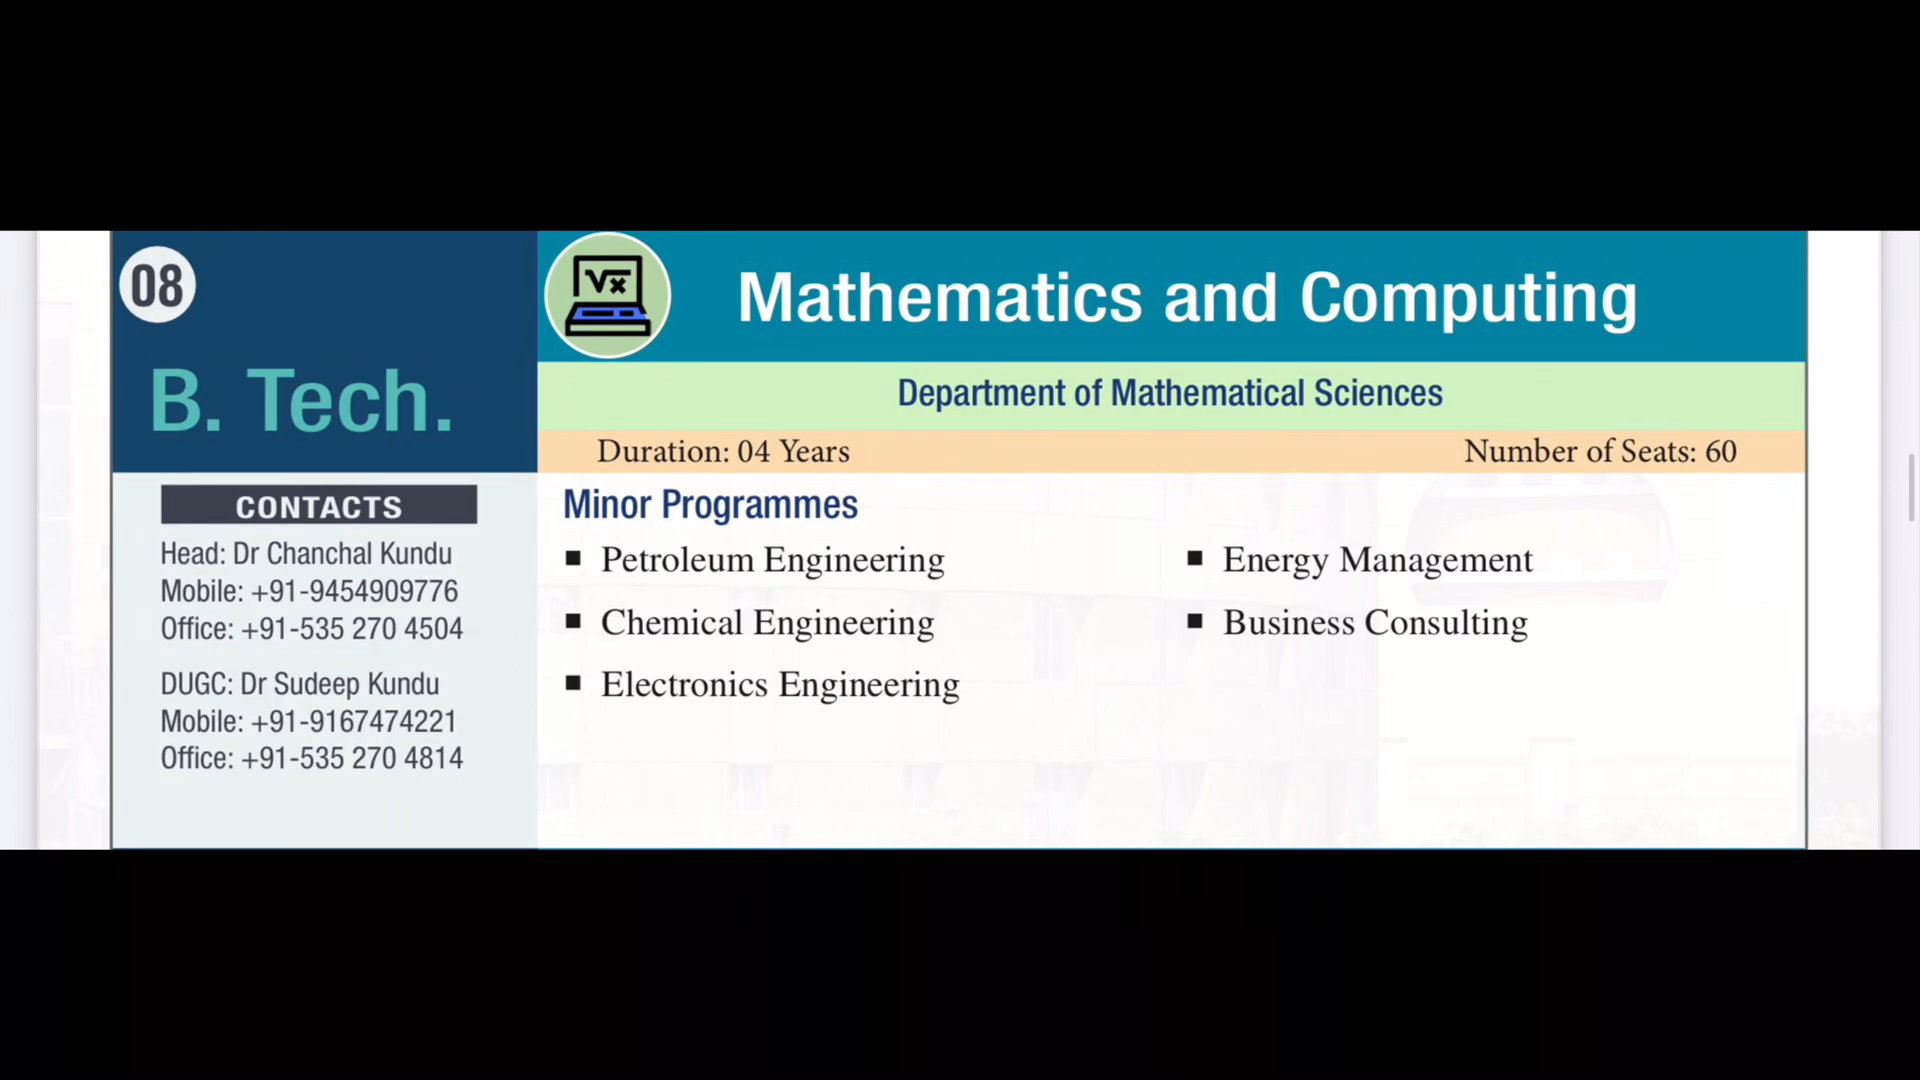 08
B. Tech.
√x
Mathematics and Computing
Department of Mathematical Sciences
Duration: 04 Years
Number of Seats: 60
CONTACTS
Head: Dr Chanchal Kundu
Mobile: +91-9454909776
Office: +91-535 270 4504
DUGC: Dr Sudeep Kundu
Mobile: +91-9167474221
Office: +91-535 270 4814
Minor Programmes
▪ Petroleum Engineering
▪ Chemical Engineering
▪ Electronics Engineering
▪ Energy Management
▪ Business Consulting